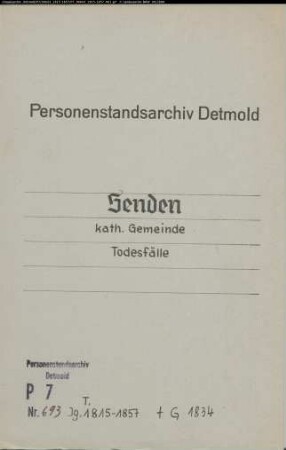 Personenstandsarchiv Detmold
Senden
kath. Gemeinde
Todesfälle
Personenstandsarchiv
Detmold
P 7
T.
Nr. 693 Jg. 1815-1857 † G 1834